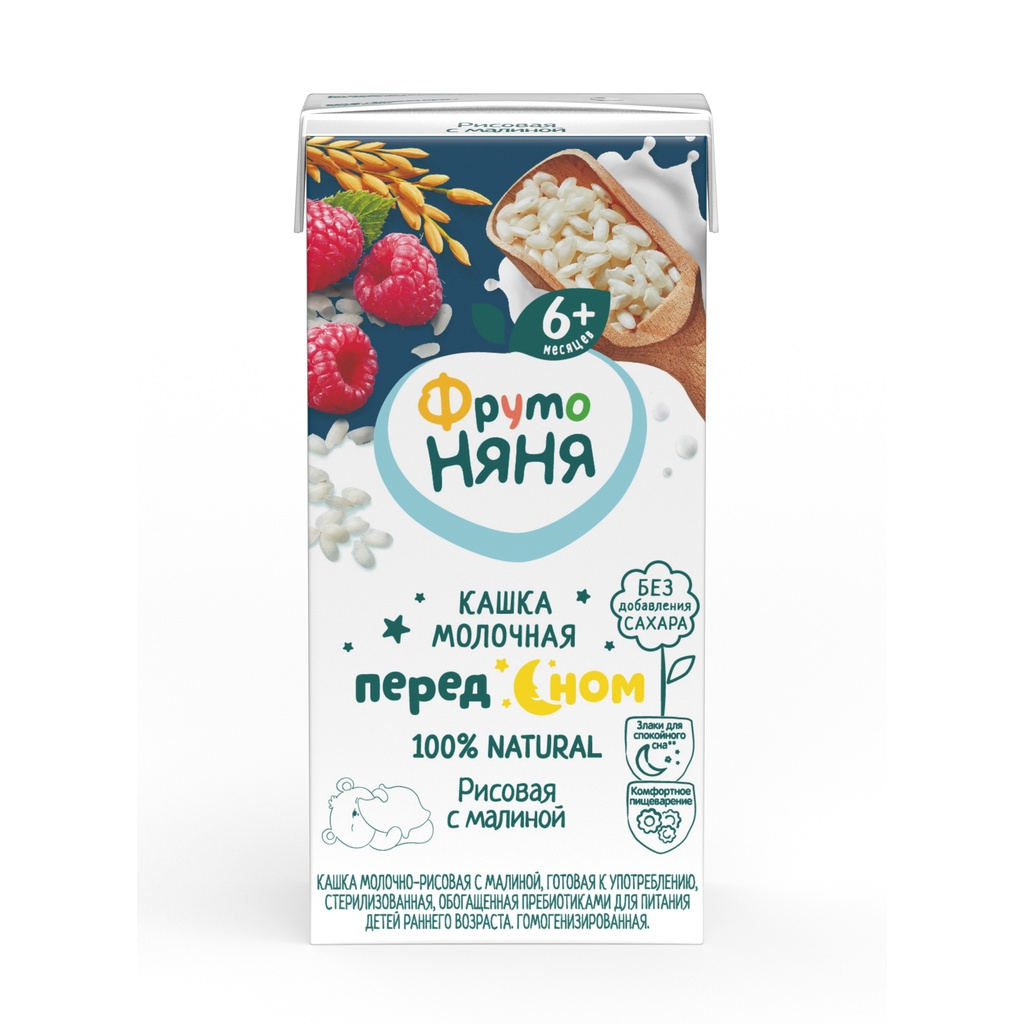 Рисовая
с малиной
6+
месяцев
Фруто
НЯНЯ
КАШКА
МОЛОЧНАЯ
перед Сном
100% NATURAL
Рисовая
с малиной
БЕЗ
добавления
САХАРА
Злаки для
спокойного
сна**
Комфортное
пищеварение
КАШКА МОЛОЧНО-РИСОВАЯ С МАЛИНОЙ, ГОТОВАЯ К УПОТРЕБЛЕНИЮ,
СТЕРИЛИЗОВАННАЯ, ОБОГАЩЕННАЯ ПРЕБИОТИКАМИ ДЛЯ ПИТАНИЯ
ДЕТЕЙ РАННЕГО ВОЗРАСТА. ГОМОГЕНИЗИРОВАННАЯ.